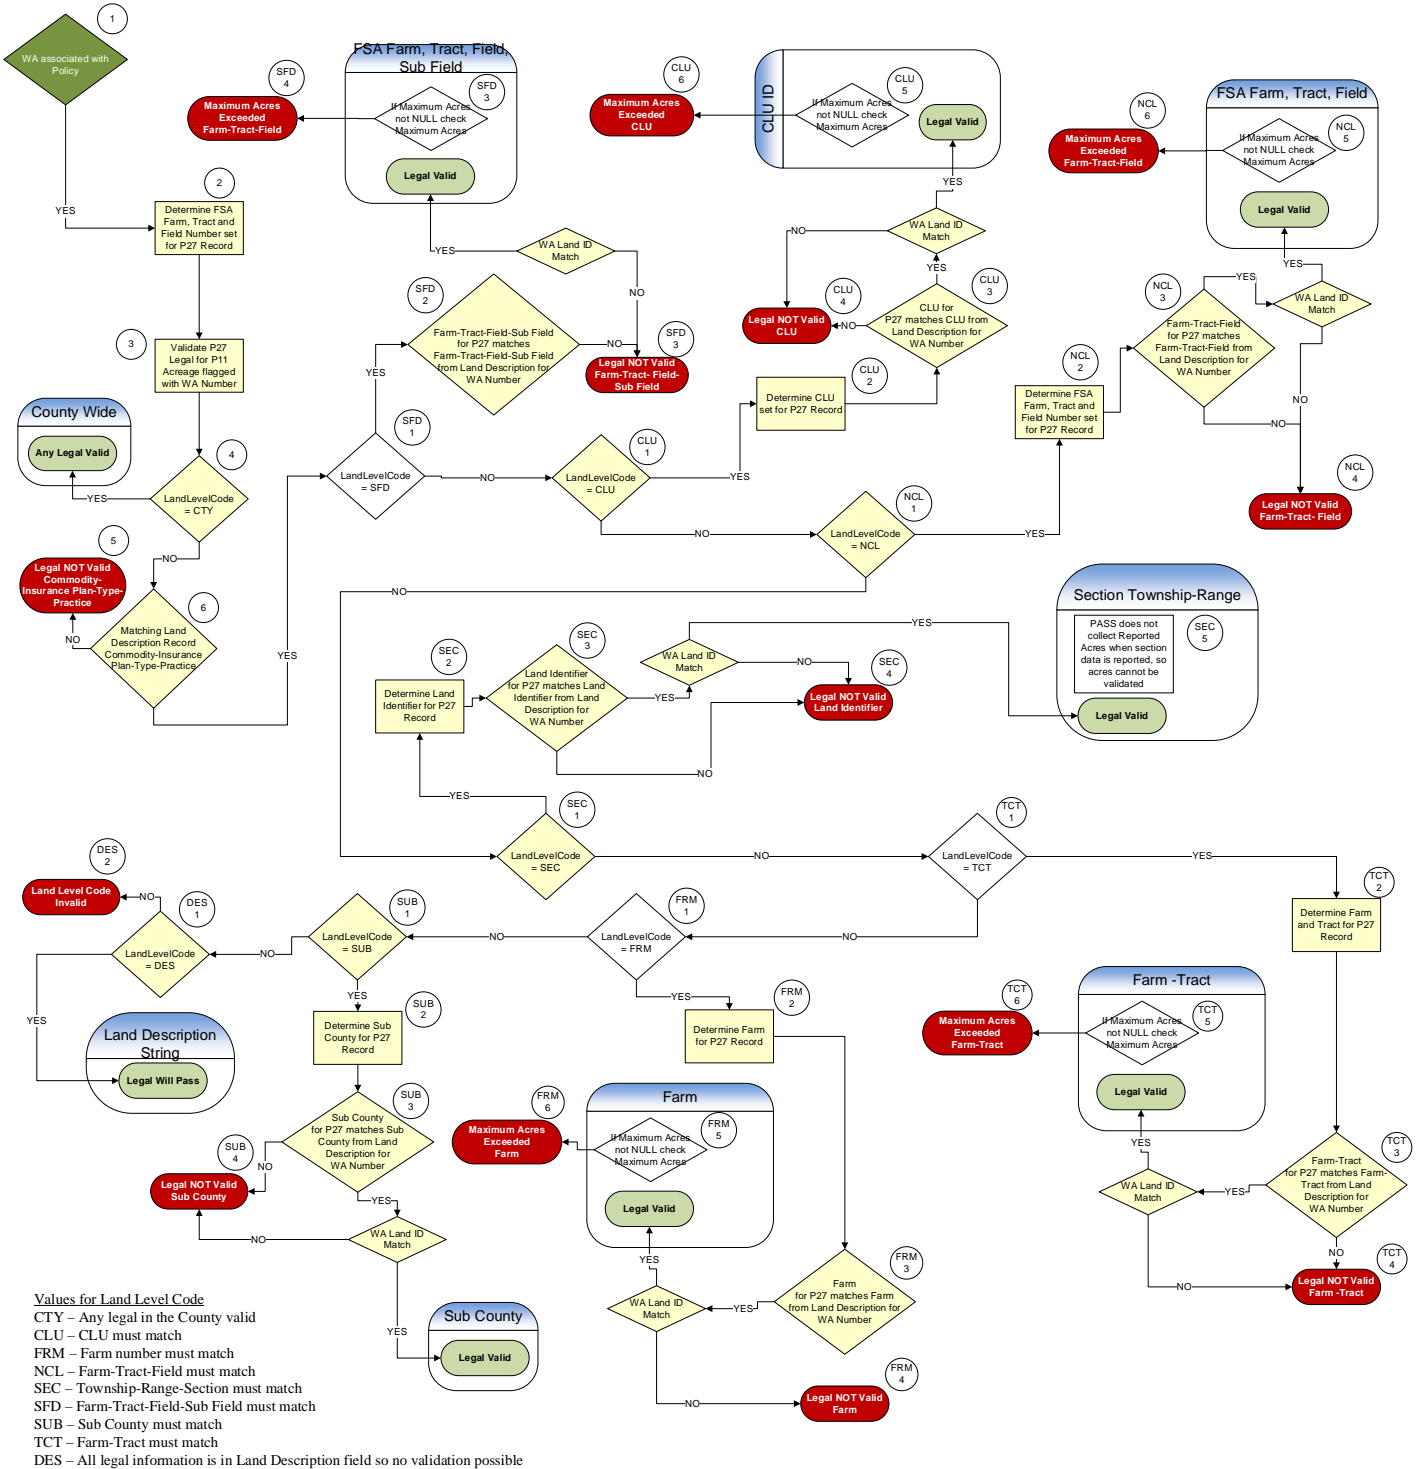 1
WA associated with
Policy
YES
2
Determine FSA
Farm, Tract and
Field Number set
for P27 Record
3
Validate P27
Legal for P11
Acreage flagged
with WA Number
County Wide
Any Legal Valid
YES
4
LandLevelCode
= CTY
NO
5
Legal NOT Valid
Commodity-
Insurance Plan-Type-
Practice
NO
6
Matching Land
Description Record
Commodity-Insurance
Plan-Type-Practice
YES
SFD
4
Maximum Acres
Exceeded
Farm-Tract-Field
FSA Farm, Tract, Field,
Sub Field
SFD
3
If Maximum Acres
not NULL check
Maximum Acres
Legal Valid
YES
WA Land ID
Match
NO
SFD
2
Farm-Tract-Field-Sub Field
for P27 matches
Farm-Tract-Field-Sub Field
from Land Description for
WA Number
NO
SFD
3
Legal NOT Valid
Farm-Tract- Field-
Sub Field
YES
SFD
1
LandLevelCode
= SFD
NO
CLU
1
LandLevelCode
= CLU
YES
NO
CLU
6
Maximum Acres
Exceeded
CLU
CLU ID
CLU
5
If Maximum Acres
not NULL check
Maximum Acres
Legal Valid
YES
WA Land ID
Match
NO
YES
CLU
4
Legal NOT Valid
CLU
NO
CLU
3
CLU for
P27 matches CLU from
Land Description for
WA Number
CLU
2
Determine CLU
set for P27 Record
NCL
1
LandLevelCode
= NCL
YES
NO
NCL
6
Maximum Acres
Exceeded
Farm-Tract-Field
FSA Farm, Tract, Field
NCL
5
If Maximum Acres
not NULL check
Maximum Acres
Legal Valid
YES
YES
WA Land ID
Match
NCL
3
Farm-Tract-Field
for P27 matches
Farm-Tract-Field from
Land Description for
WA Number
NO
NO
NCL
2
Determine FSA
Farm, Tract and
Field Number set
for P27 Record
NCL
4
Legal NOT Valid
Farm-Tract- Field
Section Township-Range
PASS does not
collect Reported
Acres when section
data is reported, so
acres cannot be
validated
SEC
5
Legal Valid
YES
SEC
2
Determine Land
Identifier for P27
Record
SEC
3
Land Identifier
for P27 matches Land
Identifier from Land
Description for
WA Number
YES
WA Land ID
Match
NO
SEC
4
Legal NOT Valid
Land Identifier
NO
YES
SEC
1
LandLevelCode
= SEC
NO
TCT
1
LandLevelCode
= TCT
YES
NO
TCT
2
Determine Farm
and Tract for P27
Record
DES
2
Land Level Code
Invalid
NO
DES
1
LandLevelCode
= DES
NO
YES
Land Description
String
Legal Will Pass
SUB
1
LandLevelCode
= SUB
NO
YES
SUB
2
Determine Sub
County for P27
Record
SUB
3
Sub County
for P27 matches Sub
County from Land
Description for
WA Number
SUB
4
NO
Legal NOT Valid
Sub County
YES
WA Land ID
Match
NO
YES
Sub County
Legal Valid
FRM
1
LandLevelCode
= FRM
YES
FRM
2
Determine Farm
for P27 Record
FRM
6
Maximum Acres
Exceeded
Farm
Farm
FRM
5
If Maximum Acres
not NULL check
Maximum Acres
Legal Valid
YES
WA Land ID
Match
YES
FRM
3
Farm
for P27 matches Farm
from Land Description for
WA Number
NO
FRM
4
Legal NOT Valid
Farm
TCT
6
Maximum Acres
Exceeded
Farm-Tract
Farm -Tract
TCT
5
If Maximum Acres
not NULL check
Maximum Acres
Legal Valid
YES
WA Land ID
Match
YES
TCT
3
Farm-Tract
for P27 matches Farm-
Tract from Land
Description for
WA Number
NO
NO
TCT
4
Legal NOT Valid
Farm -Tract
Values for Land Level Code
CTY – Any legal in the County valid
CLU – CLU must match
FRM – Farm number must match
NCL – Farm-Tract-Field must match
SEC – Township-Range-Section must match
SFD – Farm-Tract-Field-Sub Field must match
SUB – Sub County must match
TCT – Farm-Tract must match
DES – All legal information is in Land Description field so no validation possible